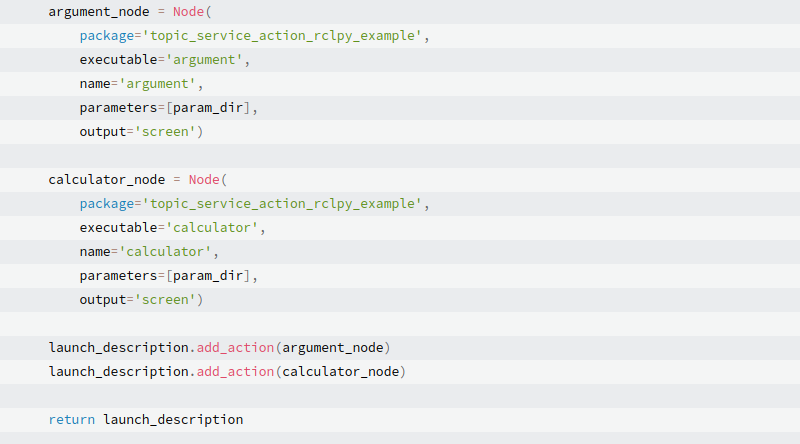 argument_node = Node(
package='topic_service_action_rclpy_example',
executable='argument',
name='argument',
parameters=[param_dir],
output='screen')
calculator_node = Node(
package='topic_service_action_rclpy_example',
executable='calculator',
name='calculator',
parameters=[param_dir],
output='screen')
launch_description.add_action(argument_node)
launch_description.add_action(calculator_node)
return launch_description